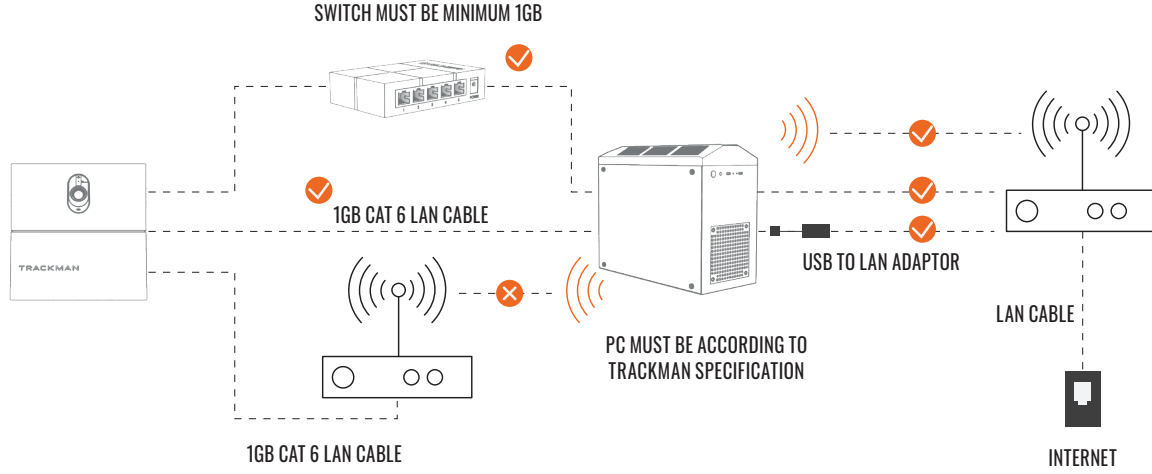 SWITCH MUST BE MINIMUM 1GB
1GB CAT 6 LAN CABLE
TRACKMAN
USB TO LAN ADAPTOR
LAN CABLE
PC MUST BE ACCORDING TO
TRACKMAN SPECIFICATION
1GB CAT 6 LAN CABLE
INTERNET